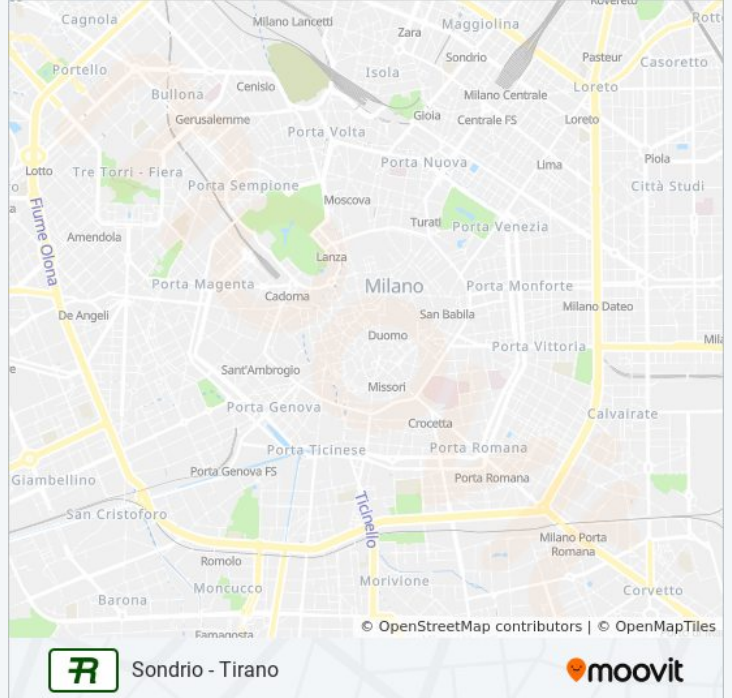 Rovereto
Cagnola
Milano Lancetti
Maggiolina
Rott
Zara
Portello
Isola
Sondrio
Pasteur
Casoretto
Bullona
Cenisio
Milano Centrale
Loreto
Gerusalemme
Gioia
Centrale FS
Loreto
Porta Volta
Lotto
Tre Torri - Fiera
Porta Nuova
Lima
Piola
o
Porta Sempione
Città Studi
a
Moscova
Fiume Olona
Amendola
Turati
Porta Venezia
Lanza
Porta Magenta
Cadorna
Milano
Porta Monforte
De Angeli
San Babila
Milano Dateo
Duomo
Porta Vittoria
Mila
e
Sant'Ambrogio
Missori
Porta Genova
Crocetta
Calvairate
Porta Ticinese
Porta Romana
Giambellino
Porta Genova FS
Porta Romana
San Cristoforo
Ticinello
Milano Porta
Romana
Romolo
Moncucco
Morivione
Corvetto
Barona
Famagosta
© OpenStreetMap contributors | © OpenMapTiles
R Sondrio - Tirano
moovit